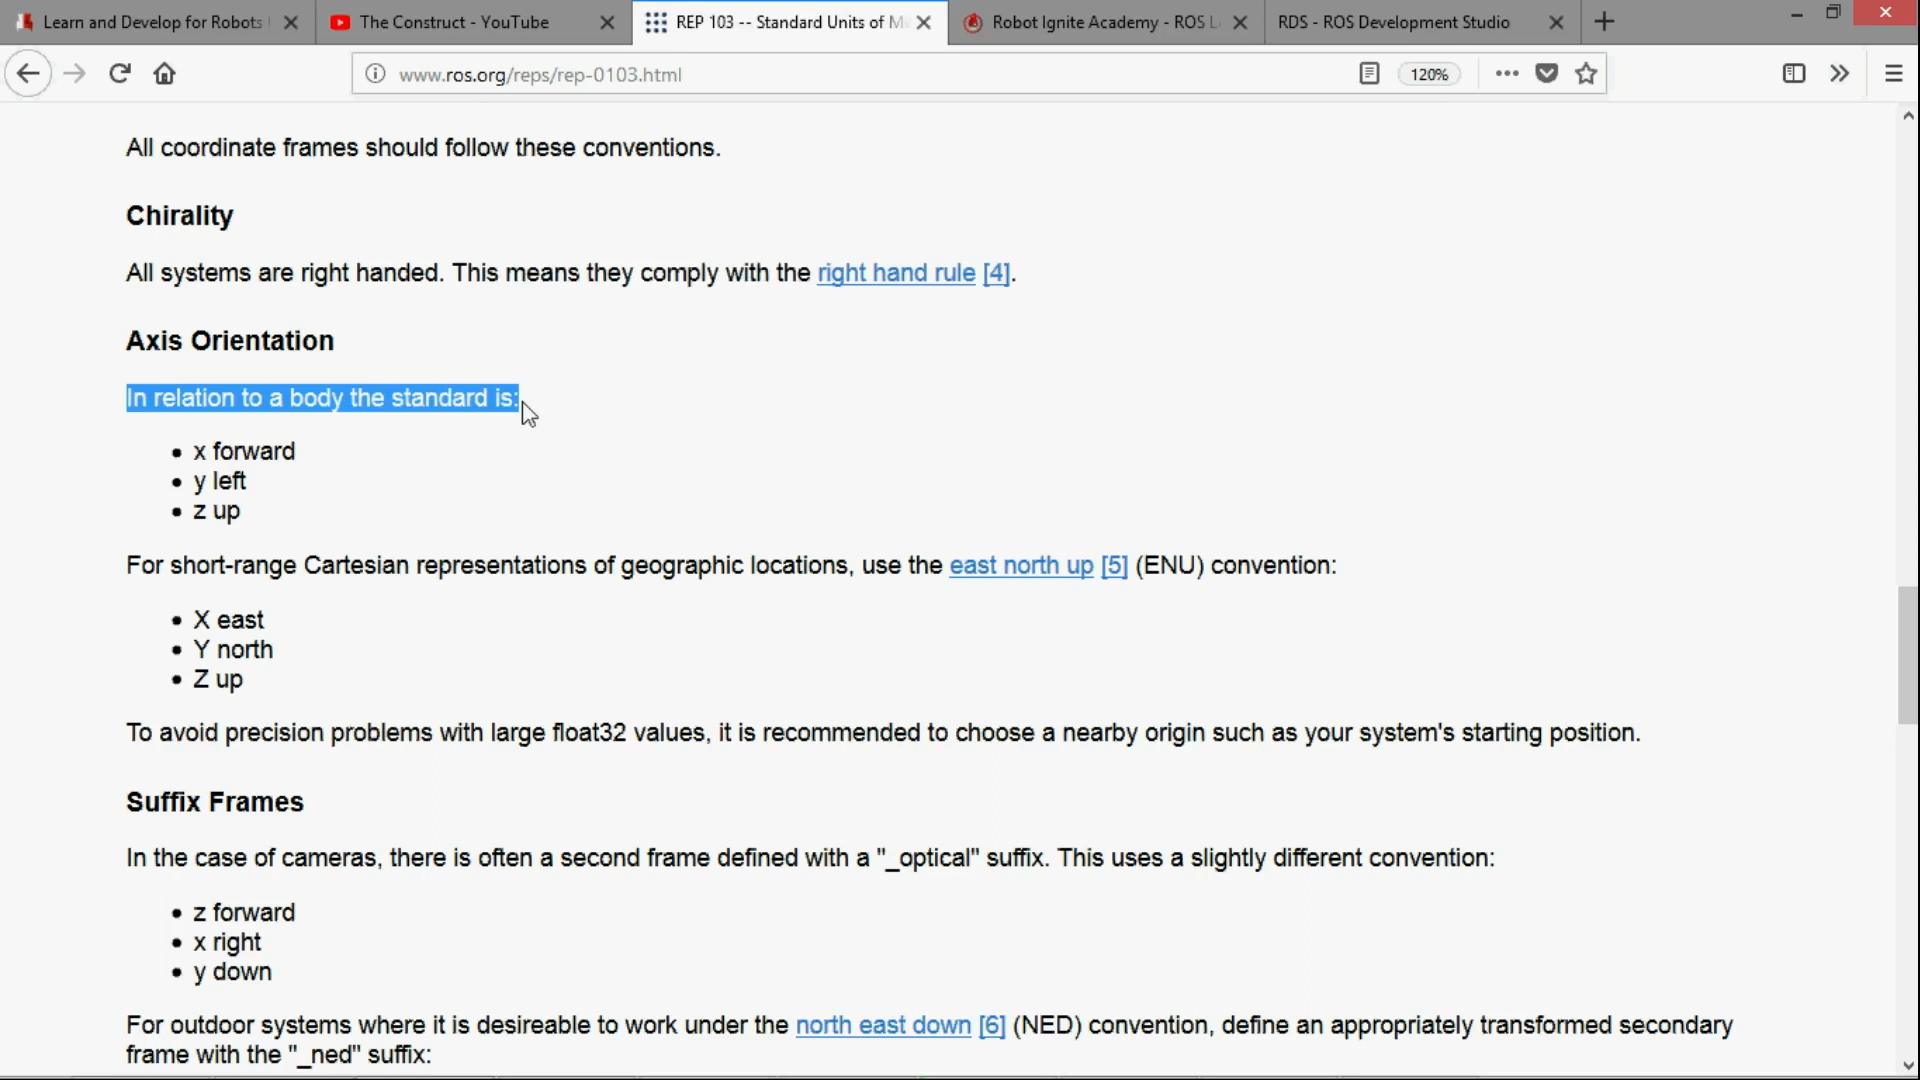 Learn and Develop for Robots
The Construct - YouTube
REP 103 -- Standard Units of M
Robot Ignite Academy - ROS L
RDS - ROS Development Studio
www.ros.org/reps/rep-0103.html
120%
All coordinate frames should follow these conventions.
Chirality
All systems are right handed. This means they comply with the right hand rule [4].
Axis Orientation
In relation to a body the standard is:
• x forward
• y left
• z up
For short-range Cartesian representations of geographic locations, use the east north up [5] (ENU) convention:
• X east
• Y north
• Z up
To avoid precision problems with large float32 values, it is recommended to choose a nearby origin such as your system's starting position.
Suffix Frames
In the case of cameras, there is often a second frame defined with a "_optical" suffix. This uses a slightly different convention:
• z forward
• x right
• y down
For outdoor systems where it is desireable to work under the north east down [6] (NED) convention, define an appropriately transformed secondary
frame with the "_ned" suffix: